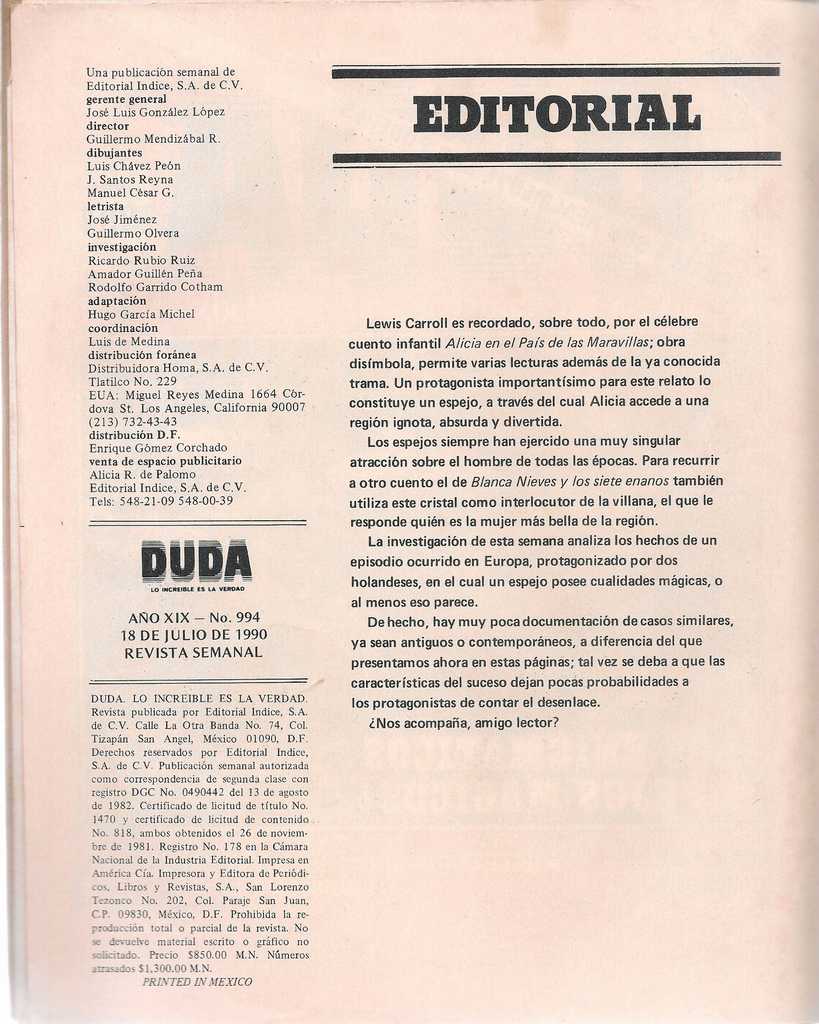 Una publicación semanal de
Editorial Indice, S.A. de C.V.
gerente general
José Luis González López
director
Guillermo Mendizábal R.
dibujantes
Luis Chávez Peón
J. Santos Reyna
Manuel César G.
letrista
José Jiménez
Guillermo Olvera
investigación
Ricardo Rubio Ruiz
Amador Guillén Peña
Rodolfo Garrido Cotham
adaptación
Hugo García Michel
coordinación
Luis de Medina
distribución foránea
Distribuidora Homa, S.A. de C.V.
Tlatilco No. 229
EUA: Miguel Reyes Medina 1664 Cór-
dova St. Los Angeles, California 90007
(213) 732-43-43
distribución D.F.
Enrique Gómez Corchado
venta de espacio publicitario
Alicia R. de Palomo
Editorial Indice, S.A. de C.V.
Tels: 548-21-09 548-00-39
DUDA
LO INCREIBLE ES LA VERDAD
AÑO XIX — No. 994
18 DE JULIO DE 1990
REVISTA SEMANAL
DUDA. LO INCREIBLE ES LA VERDAD.
Revista publicada por Editorial Indice, S.A.
de C.V. Calle La Otra Banda No. 74, Col.
Tizapán San Angel, México 01090, D.F.
Derechos reservados por Editorial Indice,
S.A. de C.V. Publicación semanal autorizada
como correspondencia de segunda clase con
registro DGC No. 0490442 del 13 de agosto
de 1982. Certificado de licitud de título No.
1470 y certificado de licitud de contenido
No. 818, ambos obtenidos el 26 de noviem-
bre de 1981. Registro No. 178 en la Cámara
Nacional de la Industria Editorial. Impresa en
América Cía. Impresora y Editora de Periódi-
cos, Libros y Revistas, S.A., San Lorenzo
Tezonco No. 202, Col. Paraje San Juan,
C.P. 09830, México, D.F. Prohibida la re-
producción total o parcial de la revista. No
se devuelve material escrito o gráfico no
solicitado. Precio $850.00 M.N. Números
atrasados $1,300.00 M.N.
PRINTED IN MEXICO
EDITORIAL
Lewis Carroll es recordado, sobre todo, por el célebre
cuento infantil Alicia en el País de las Maravillas; obra
disímbola, permite varias lecturas además de la ya conocida
trama. Un protagonista importantísimo para este relato lo
constituye un espejo, a través del cual Alicia accede a una
región ignota, absurda y divertida.
Los espejos siempre han ejercido una muy singular
atracción sobre el hombre de todas las épocas. Para recurrir
a otro cuento el de Blanca Nieves y los siete enanos también
utiliza este cristal como interlocutor de la villana, el que le
responde quién es la mujer más bella de la región.
La investigación de esta semana analiza los hechos de un
episodio ocurrido en Europa, protagonizado por dos
holandeses, en el cual un espejo posee cualidades mágicas, o
al menos eso parece.
De hecho, hay muy poca documentación de casos similares,
ya sean antiguos o contemporáneos, a diferencia del que
presentamos ahora en estas páginas; tal vez se deba a que las
características del suceso dejan pocas probabilidades a
los protagonistas de contar el desenlace.
¿Nos acompaña, amigo lector?